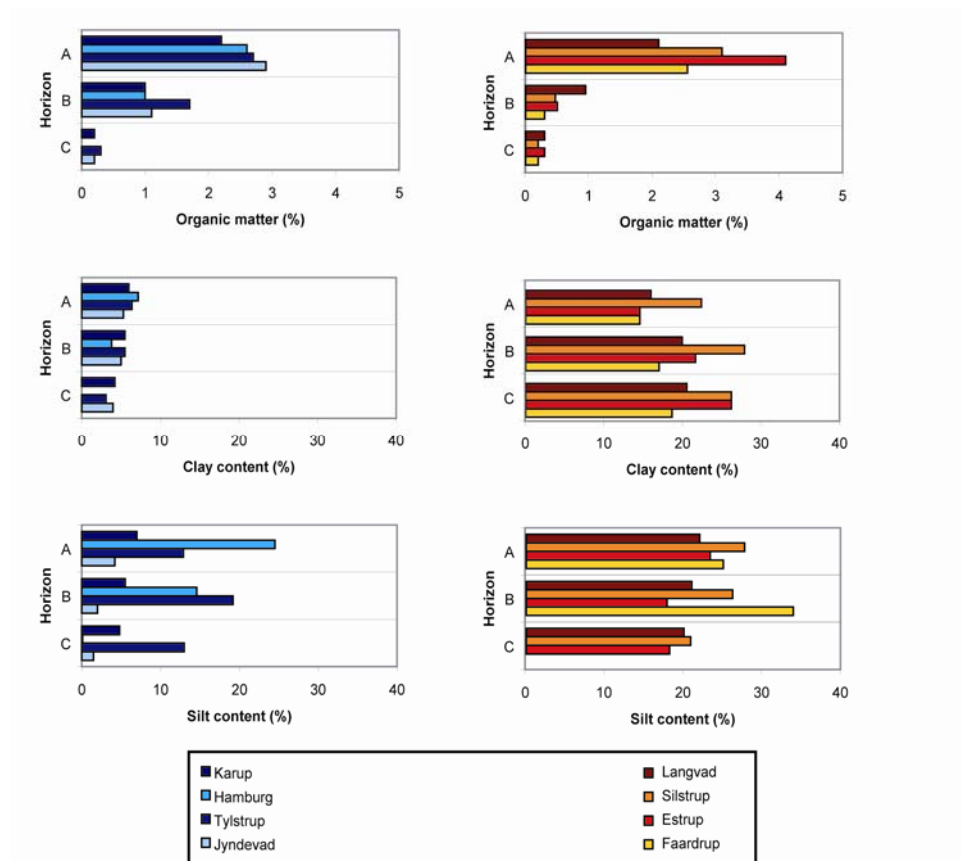 A
B
C
Horizon
0 1 2 3 4 5
Organic matter (%)
A
B
C
Horizon
0 1 2 3 4 5
Organic matter (%)
A
B
C
Horizon
0 10 20 30 40
Clay content (%)
A
B
C
Horizon
0 10 20 30 40
Clay content (%)
A
B
C
Horizon
0 10 20 30 40
Silt content (%)
A
B
C
Horizon
0 10 20 30 40
Silt content (%)
Karup
Hamburg
Tylstrup
Jyndevad
Langvad
Silstrup
Estrup
Faardrup